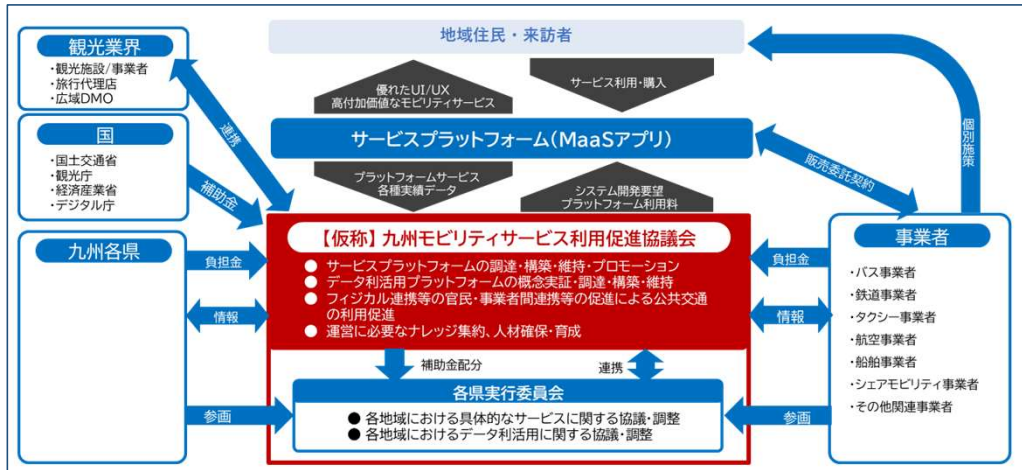 地域住民・来訪者
観光業界
・観光施設/事業者
・旅行代理店
・広域DMO
優れたUI/UX
高付加価値なモビリティサービス
サービス利用・購入
個別施策
連携
サービスプラットフォーム(MaaSアプリ)
国
・国土交通省
・観光庁
・経済産業省
・デジタル庁
補助金
プラットフォームサービス
各種実績データ
システム開発要望
プラットフォーム利用料
販売委託契約
九州各県
負担金
情報
参画
【仮称】九州モビリティサービス利用促進協議会
● サービスプラットフォームの調達・構築・維持・プロモーション
● データ利活用プラットフォームの概念実証・調達・構築・維持
● フィジカル連携等の官民・事業者間連携等の促進による公共交通
の利用促進
● 運営に必要なナレッジ集約、人材確保・育成
補助金配分
連携
各県実行委員会
● 各地域における具体的なサービスに関する協議・調整
● 各地域におけるデータ利活用に関する協議・調整
負担金
情報
参画
事業者
・バス事業者
・鉄道事業者
・タクシー事業者
・航空事業者
・船舶事業者
・シェアモビリティ事業者
・その他関連事業者